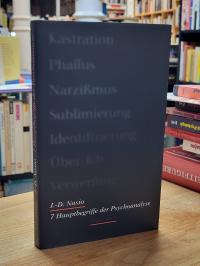 Kastration
Phallus
Narzißmus
Sublimierung
Identifizierung
Über-Ich
Verwerfung
J.-D. Nasio
7 Hauptbegriffe der Psychoanalyse